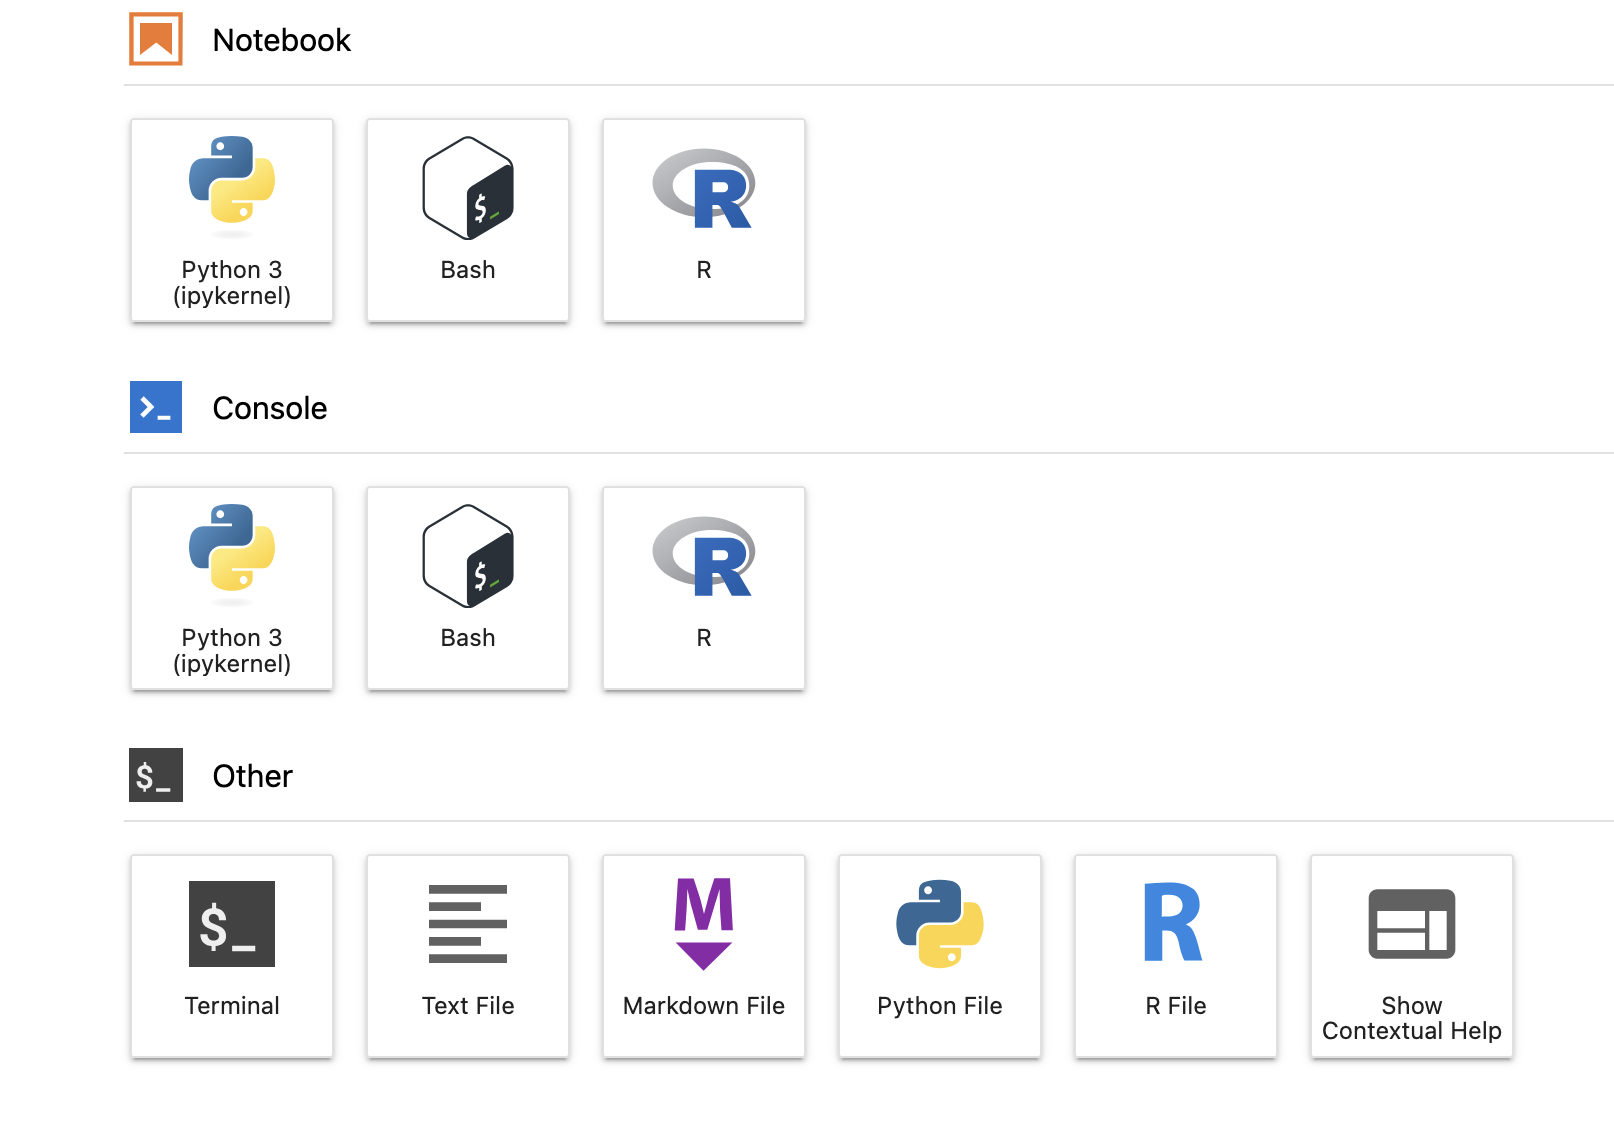 Notebook
$_
Python 3
(ipykernel)
Bash
R
R
Console
>_
$_
Python 3
(ipykernel)
Bash
R
R
$_
Other
$_
Terminal
Text File
M
Markdown File
Python File
R
R File
Show
Contextual Help